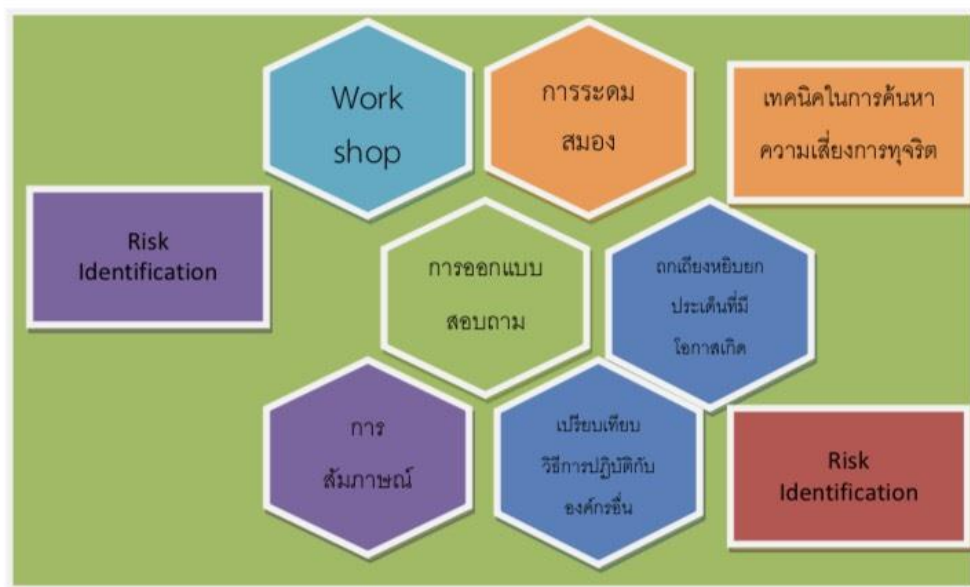 Work
shop
การระดม
สมอง
เทคนิคในการค้นหา
ความเสี่ยงการทุจริต
Risk
Identification
การออกแบบ
สอบถาม
ถกเถียงหยิบยก
ประเด็นที่มี
โอกาสเกิด
การ
สัมภาษณ์
เปรียบเทียบ
วิธีการปฏิบัติกับ
องค์กรอื่น
Risk
Identification